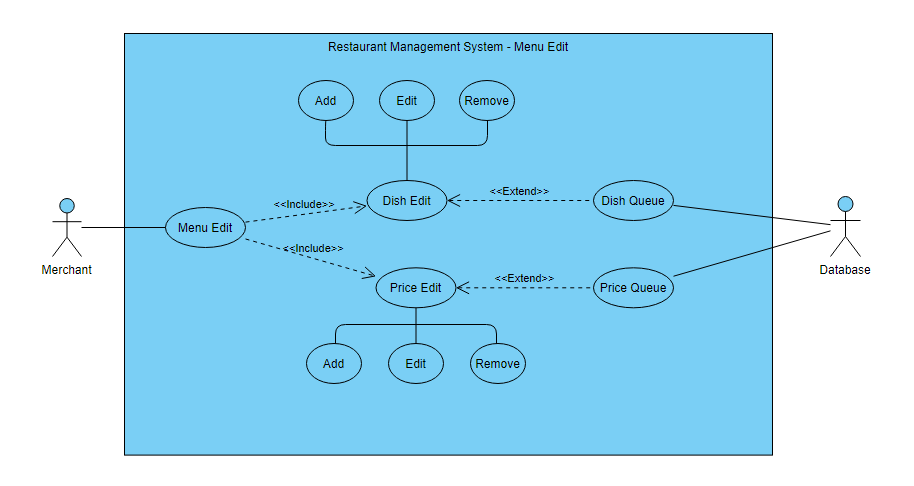 Restaurant Management System - Menu Edit
Add
Edit
Remove
<<Include>>
Dish Edit
<<Extend>>
Dish Queue
Menu Edit
<<Include>>
Merchant
Database
Price Edit
<<Extend>>
Price Queue
Add
Edit
Remove